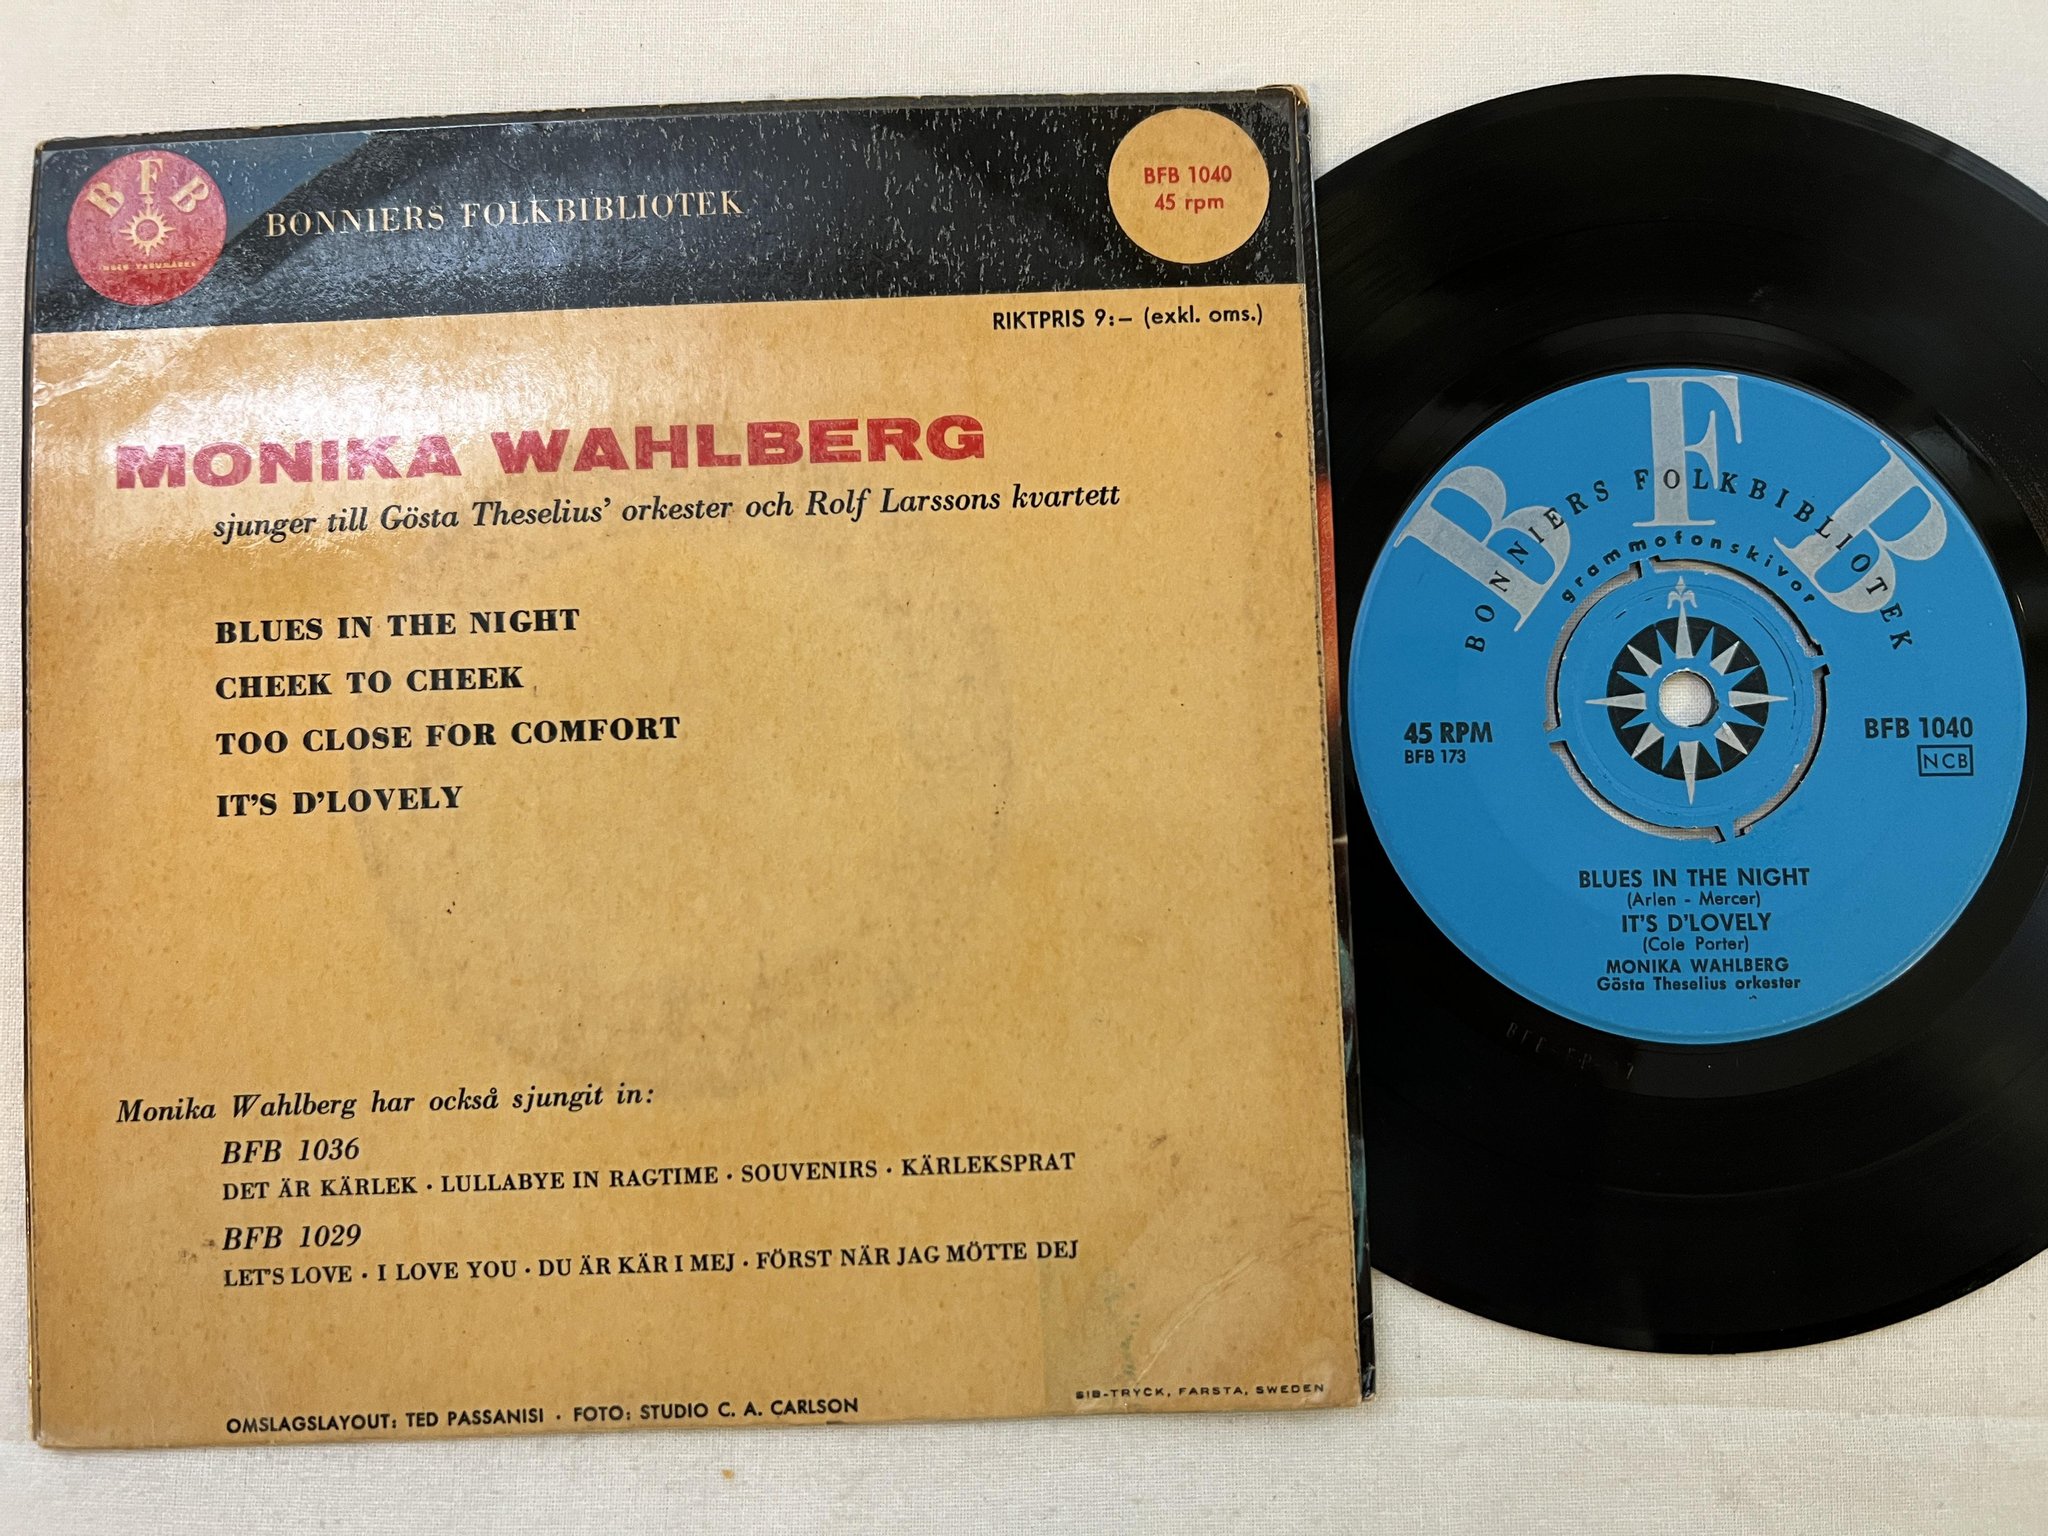 BFB
BONNIERS FOLKBIBLIOTEK
BFB 1040
45 rpm
RIKTPRIS 9:— (exkl. oms.)
MONIKA WAHLBERG
sjunger till Gösta Theselius' orkester och Rolf Larssons kvartett
BLUES IN THE NIGHT
CHEEK TO CHEEK
TOO CLOSE FOR COMFORT
IT'S D'LOVELY
Monika Wahlberg har också sjungit in:
BFB 1036
DET ÄR KÄRLEK · LULLABYE IN RAGTIME · SOUVENIRS · KÄRLEKSPRAT
BFB 1029
LET'S LOVE · I LOVE YOU · DU ÄR KÄR I MEJ · FÖRST NÄR JAG MÖTTE DEJ
OMSLAGSLAYOUT: TED PASSANISI · FOTO: STUDIO C. A. CARLSON
SIB-TRYCK, FARSTA, SWEDEN
BFB
BONNIERS FOLKBIBLIOTEK
grammofonskivor
45 RPM
BFB 173
BFB 1040
NCB
BLUES IN THE NIGHT
(Arlen - Mercer)
IT'S D'LOVELY
(Cole Porter)
MONIKA WAHLBERG
Gösta Theselius orkester